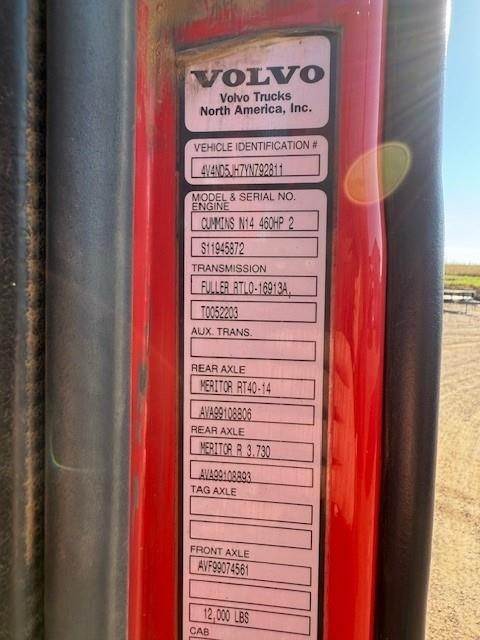 VOLVO
Volvo Trucks
North America, Inc.
VEHICLE IDENTIFICATION #
4V4ND5JH7YN792811
MODEL & SERIAL NO.
ENGINE
CUMMINS N14 460HP 2
S11945872
TRANSMISSION
FULLER RTLO-16913A,
T0052203
AUX. TRANS.
REAR AXLE
MERITOR RT40-14
AVA99108806
REAR AXLE
MERITOR R 3.730
AVA99108893
TAG AXLE
FRONT AXLE
AVF99074561
12,000 LBS
CAB